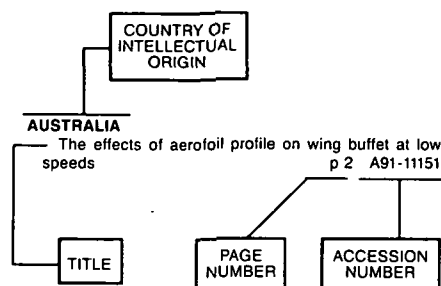 COUNTRY OF
INTELLECTUAL
ORIGIN
AUSTRALIA
The effects of aerofoil profile on wing buffet at low
speeds p 2 A91-11151
TITLE
PAGE
NUMBER
ACCESSION
NUMBER